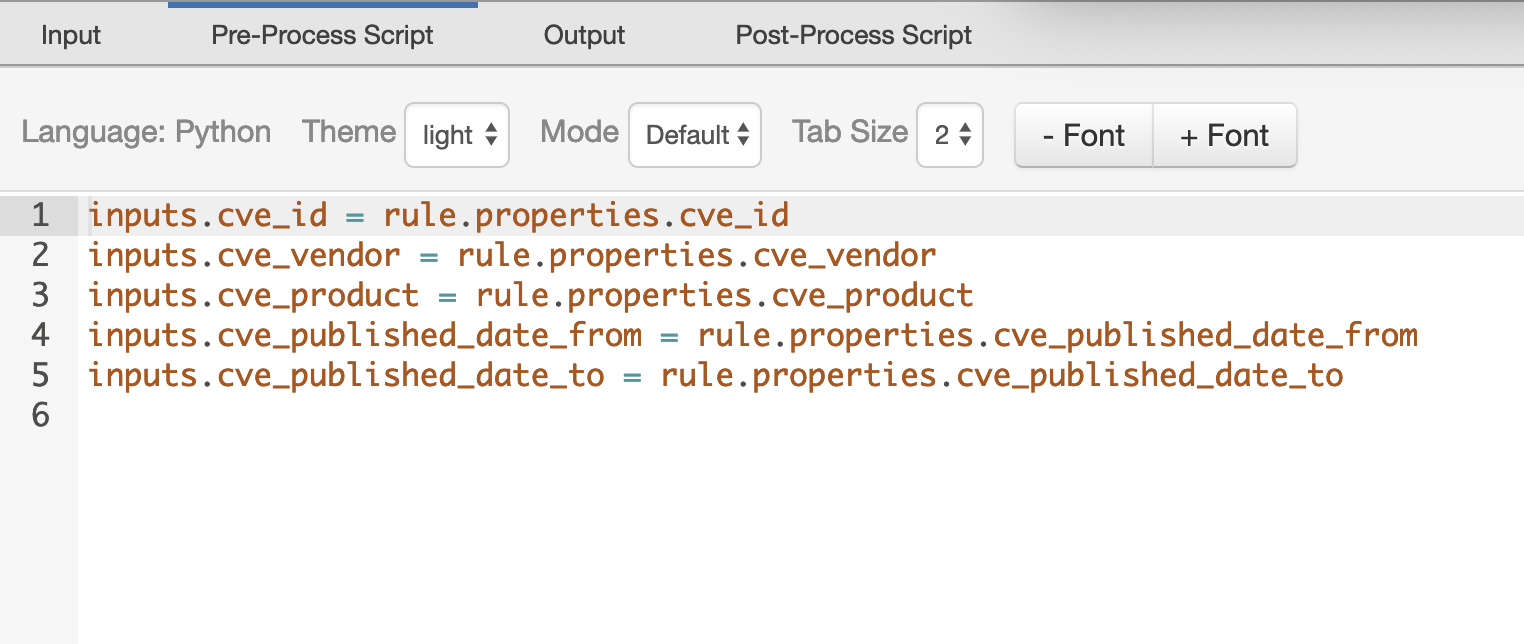 Input Pre-Process Script Output Post-Process Script
Language: Python Theme light Mode Default Tab Size 2 - Font + Font
1 inputs.cve_id = rule.properties.cve_id
2 inputs.cve_vendor = rule.properties.cve_vendor
3 inputs.cve_product = rule.properties.cve_product
4 inputs.cve_published_date_from = rule.properties.cve_published_date_from
5 inputs.cve_published_date_to = rule.properties.cve_published_date_to
6